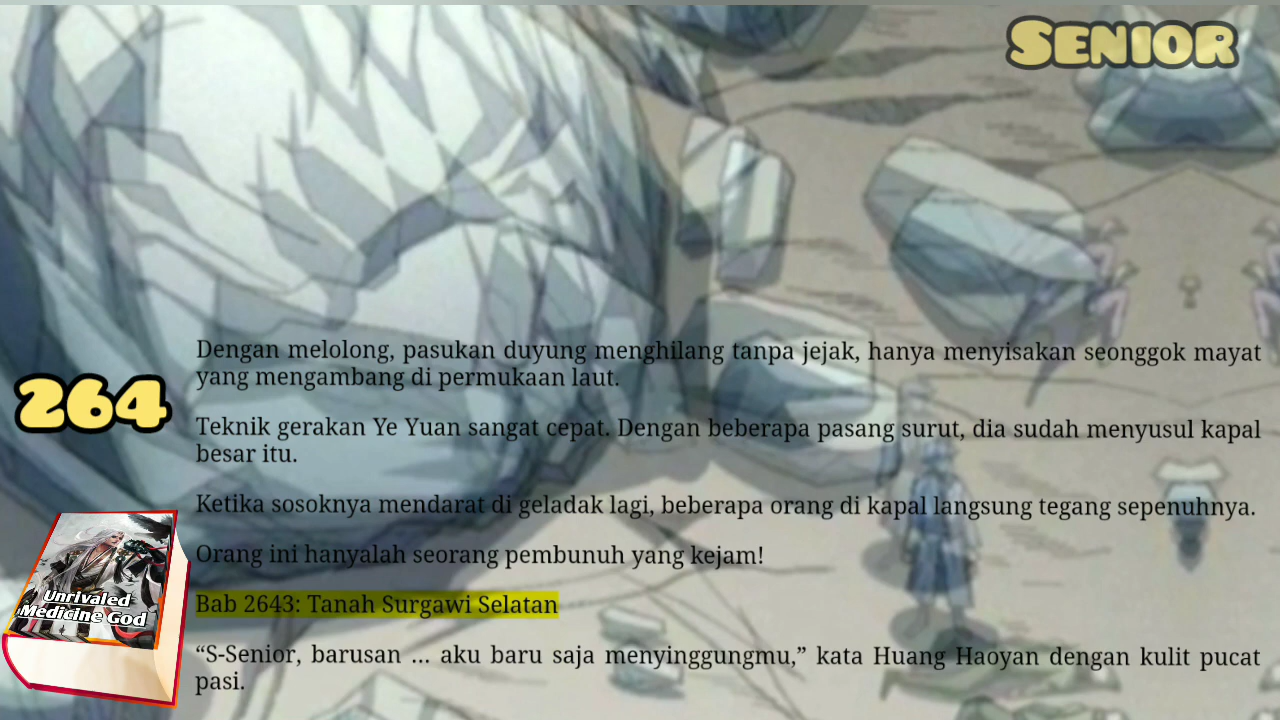 SENIOR
Dengan melolong, pasukan duyung menghilang tanpa jejak, hanya menyisakan seonggok mayat
yang mengambang di permukaan laut.
264
Teknik gerakan Ye Yuan sangat cepat. Dengan beberapa pasang surut, dia sudah menyusul kapal
besar itu.
Ketika sosoknya mendarat di geladak lagi, beberapa orang di kapal langsung tegang sepenuhnya.
Orang ini hanyalah seorang pembunuh yang kejam!
Unrivaled
Medicine God
Bab 2643: Tanah Surgawi Selatan
“S-Senior, barusan ... aku baru saja menyinggungmu,” kata Huang Haoyan dengan kulit pucat
pasi.